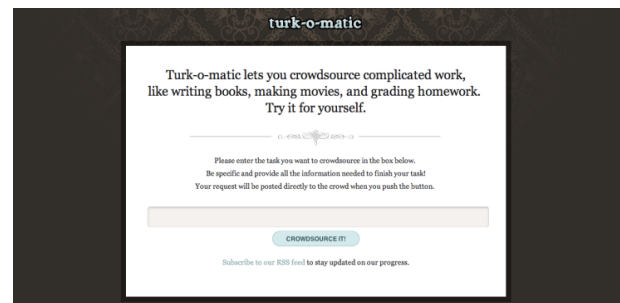 turk-o-matic
Turk-o-matic lets you crowdsource complicated work,
like writing books, making movies, and grading homework.
Try it for yourself.
Please enter the task you want to crowdsource in the box below.
Be specific and provide all the information needed to finish your task!
Your request will be posted directly to the crowd when you push the button.
CROWDSOURCE IT!
Subscribe to our RSS feed to stay updated on our progress.